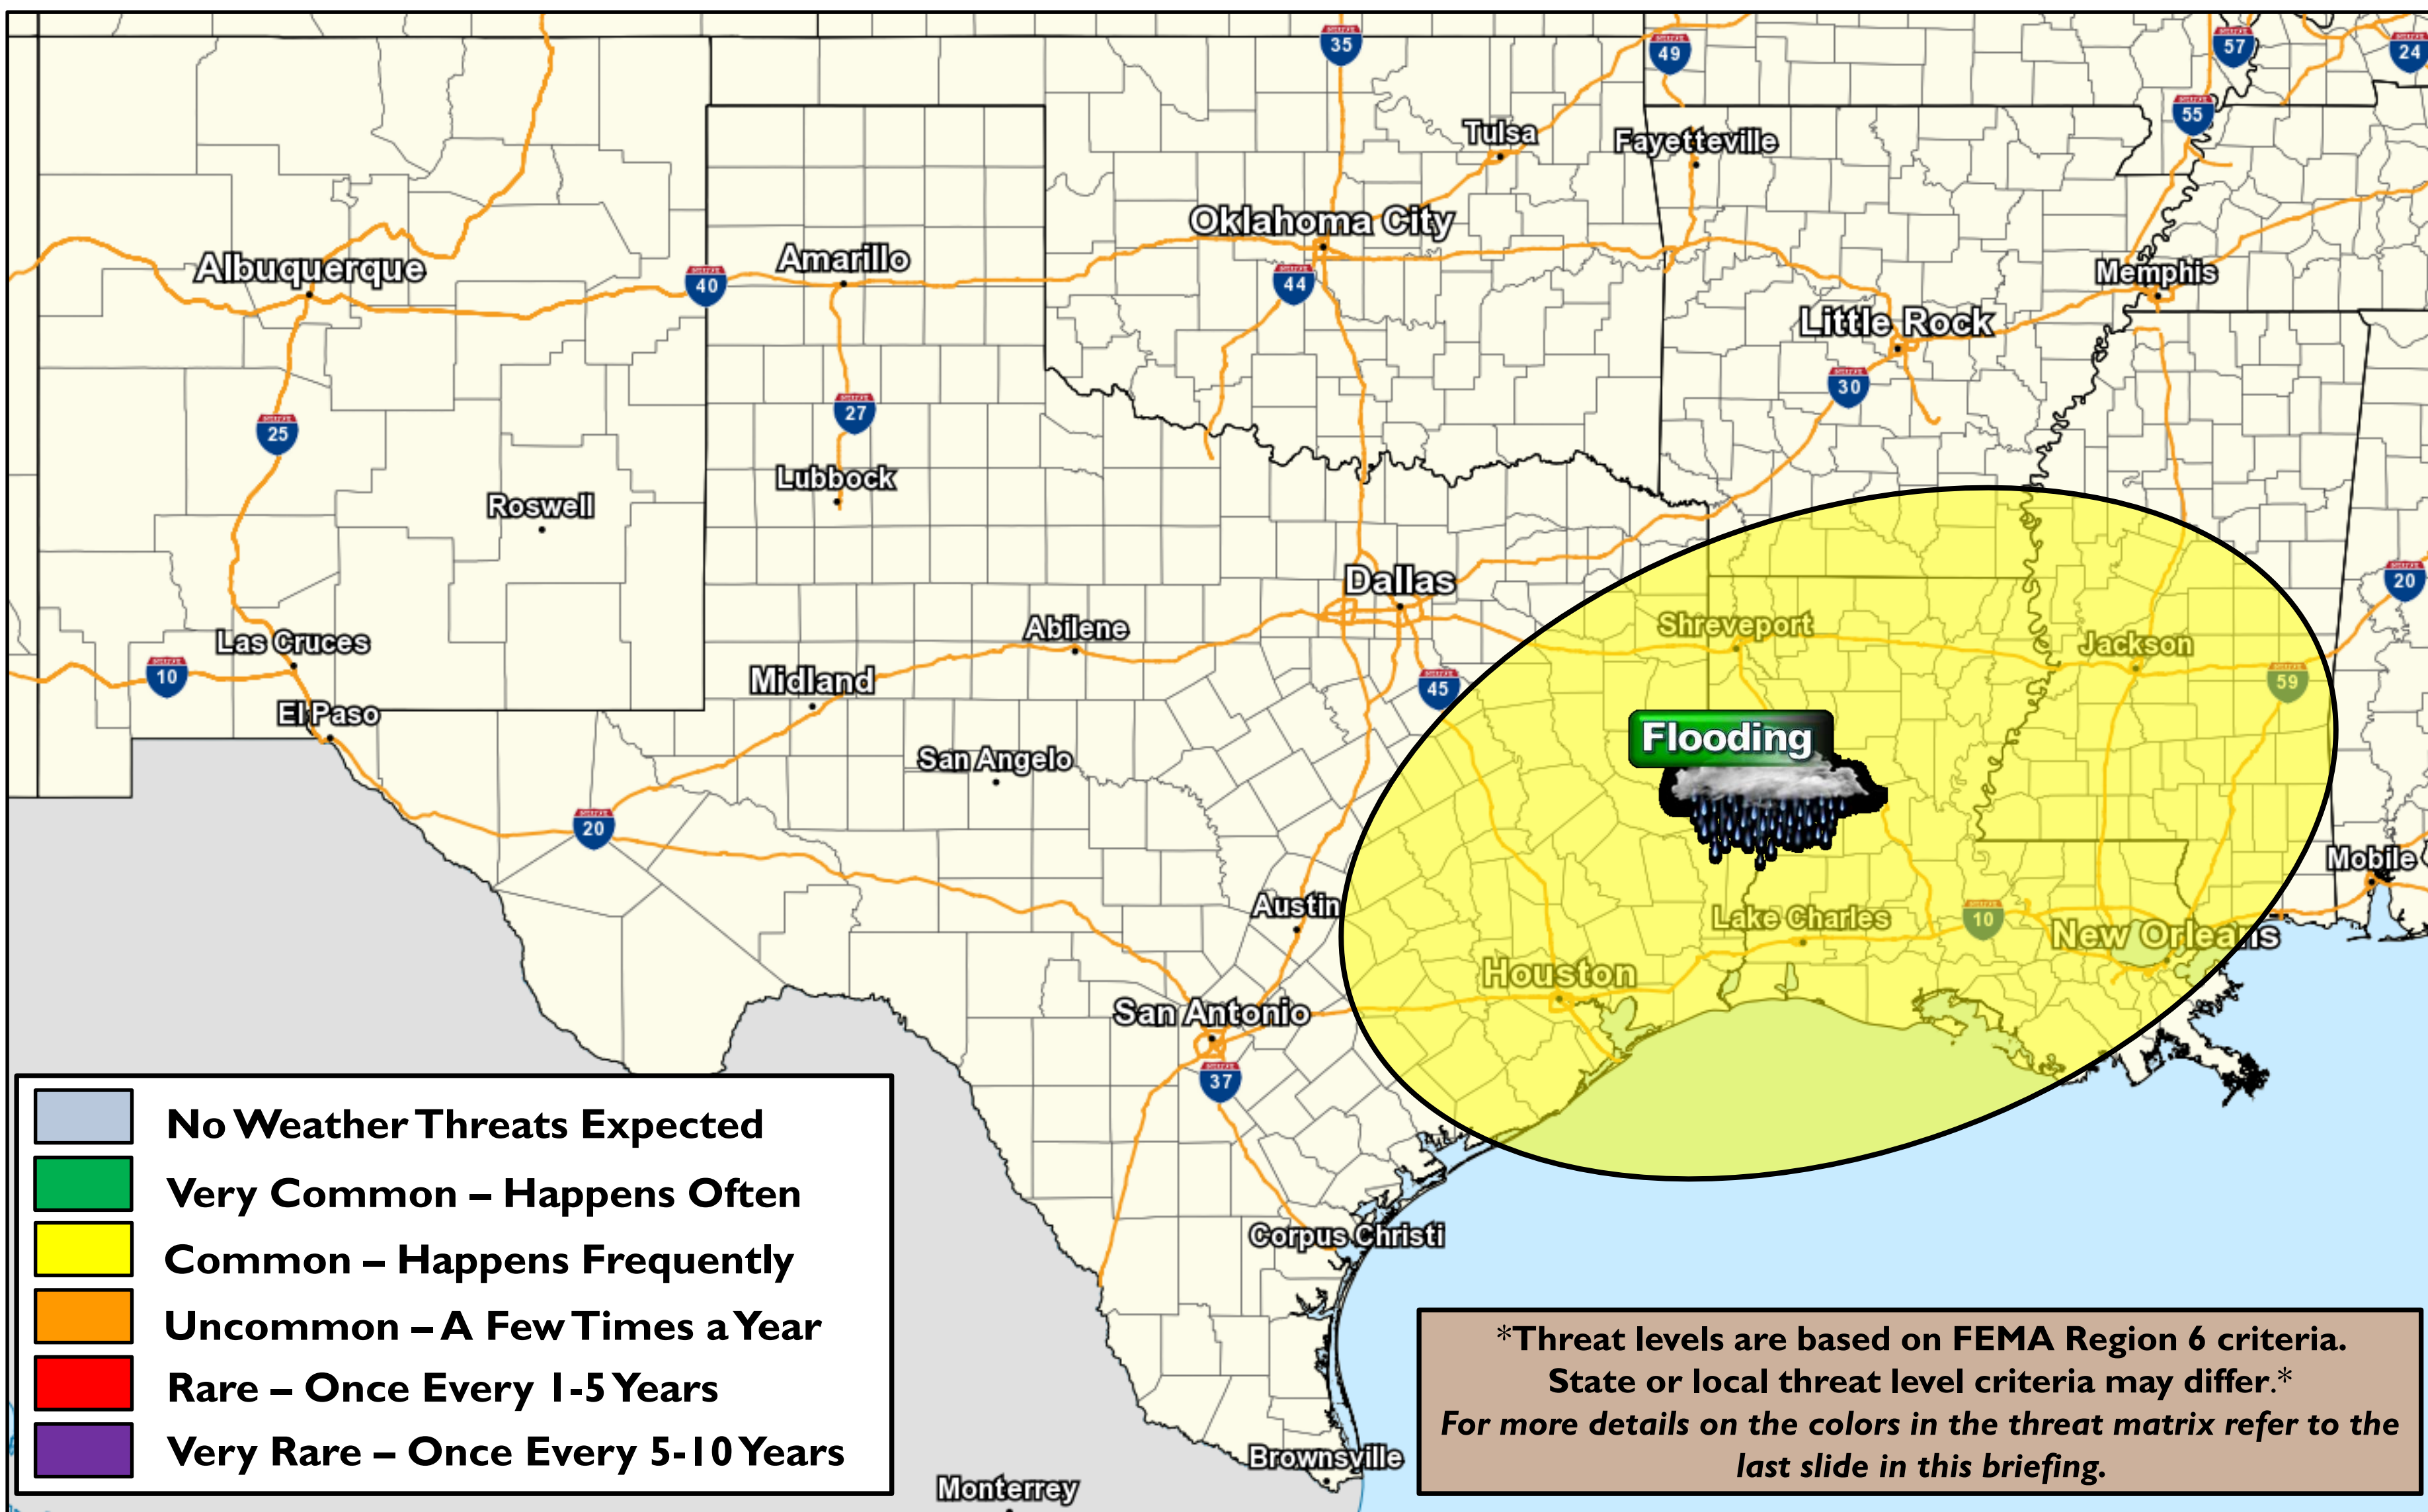 35
49
57
24
55
Tulsa
Fayetteville
Oklahoma City
Albuquerque
Amarillo
40
44
Memphis
Little Rock
30
27
25
Lubbock
Roswell
Dallas
20
Shreveport
Abilene
Las Cruces
Jackson
10
Midland
45
59
El Paso
Flooding
San Angelo
20
Mobile
Austin
Lake Charles
10
New Orleans
Houston
San Antonio
37
Corpus Christi
Brownsville
Monterrey
No Weather Threats Expected
Very Common – Happens Often
Common – Happens Frequently
Uncommon – A Few Times a Year
Rare – Once Every 1-5 Years
Very Rare – Once Every 5-10 Years
*Threat levels are based on FEMA Region 6 criteria.
State or local threat level criteria may differ.*
For more details on the colors in the threat matrix refer to the
last slide in this briefing.